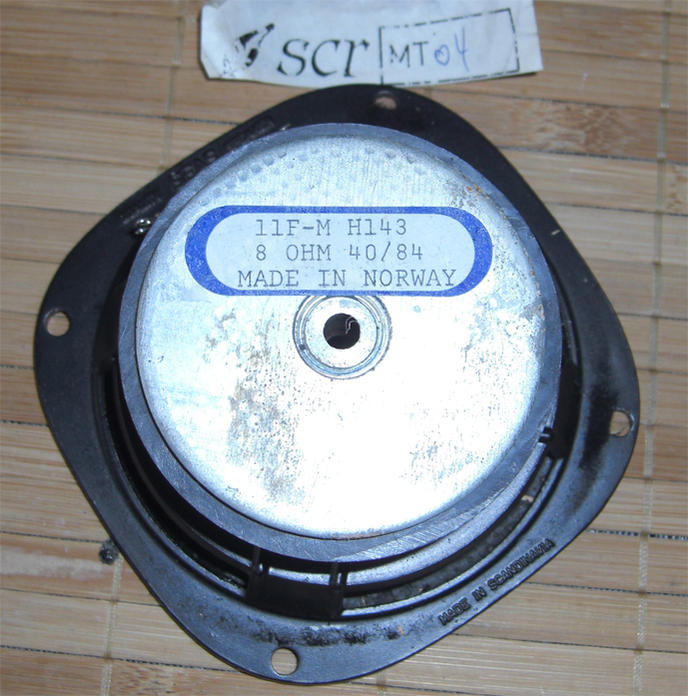 scr MT04
11F-M H143
8 OHM 40/84
MADE IN NORWAY
MADE IN SCANDINAVIA